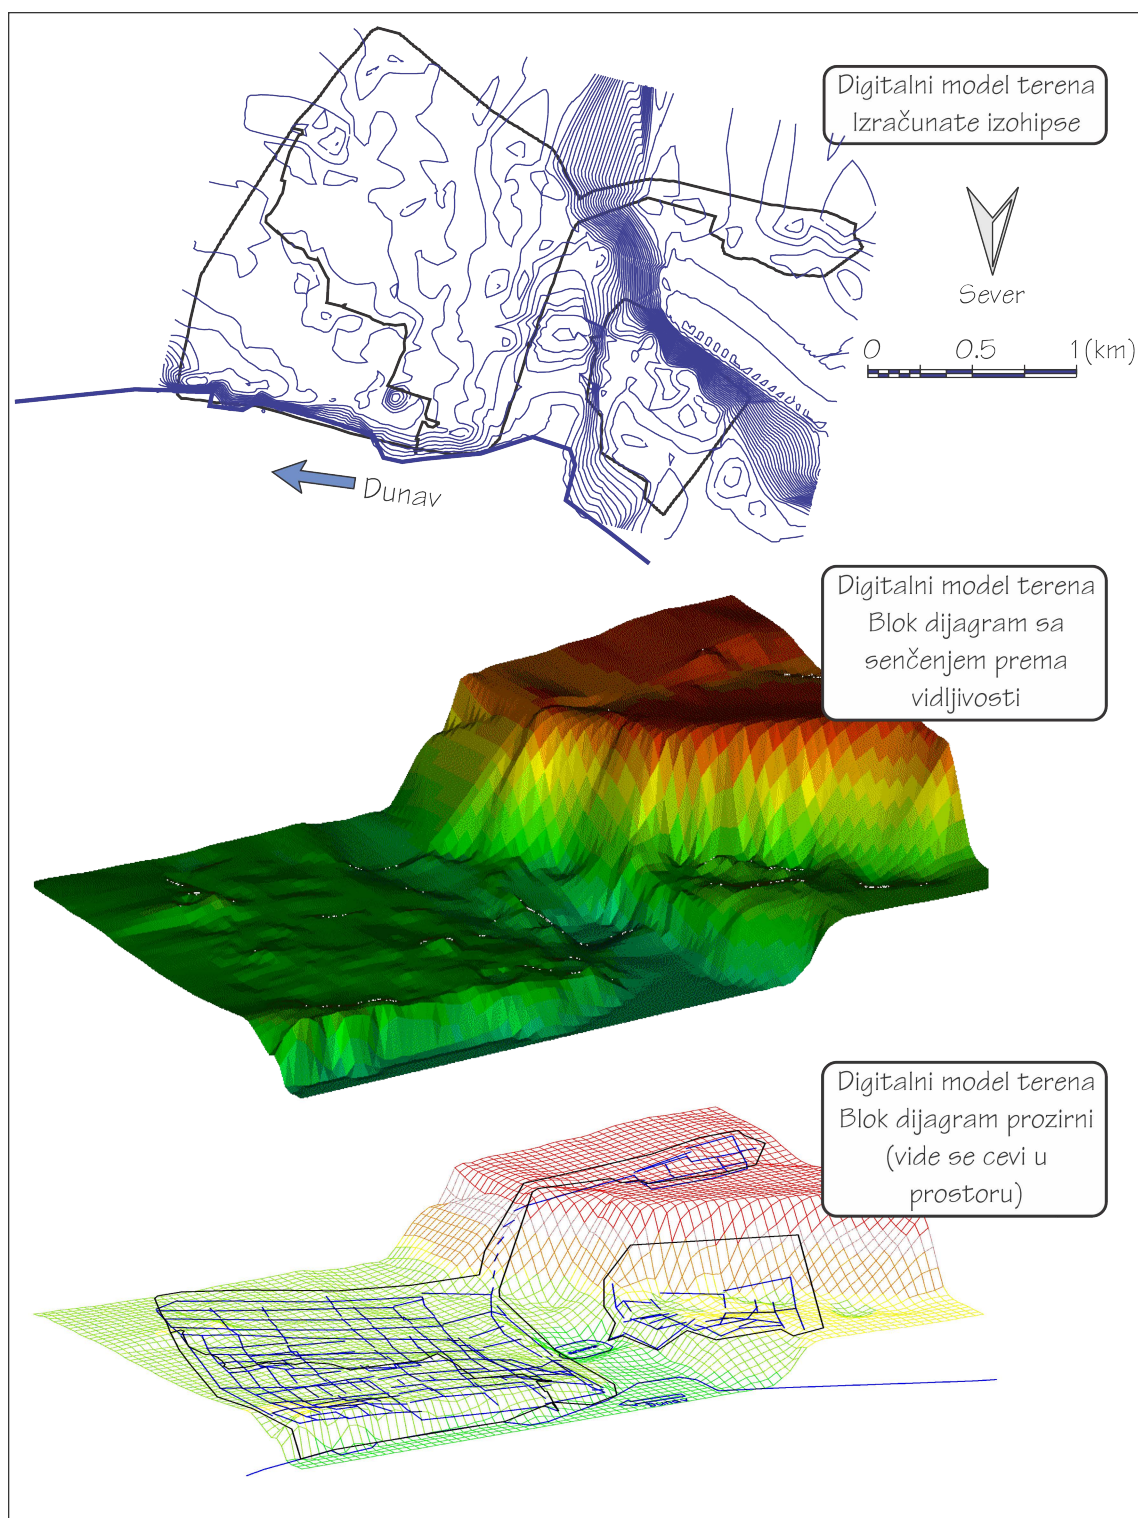 Digitalni model terena
Izračunate izohipse
Sever
0 0.5 1 (km)
Dunav
Digitalni model terena
Blok dijagram sa
senčenjem prema
vidljivosti
Digitalni model terena
Blok dijagram prozirni
(vide se cevi u
prostoru)